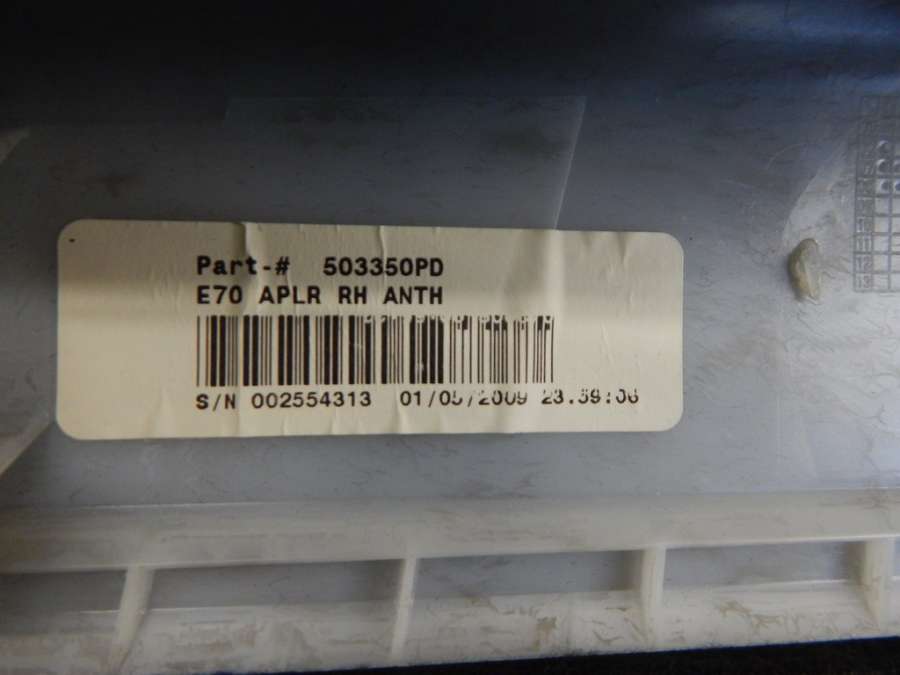 Part-# 503350PD
E70 APLR RH ANTH
S/N 002554313 01/05/2009 23:59:06